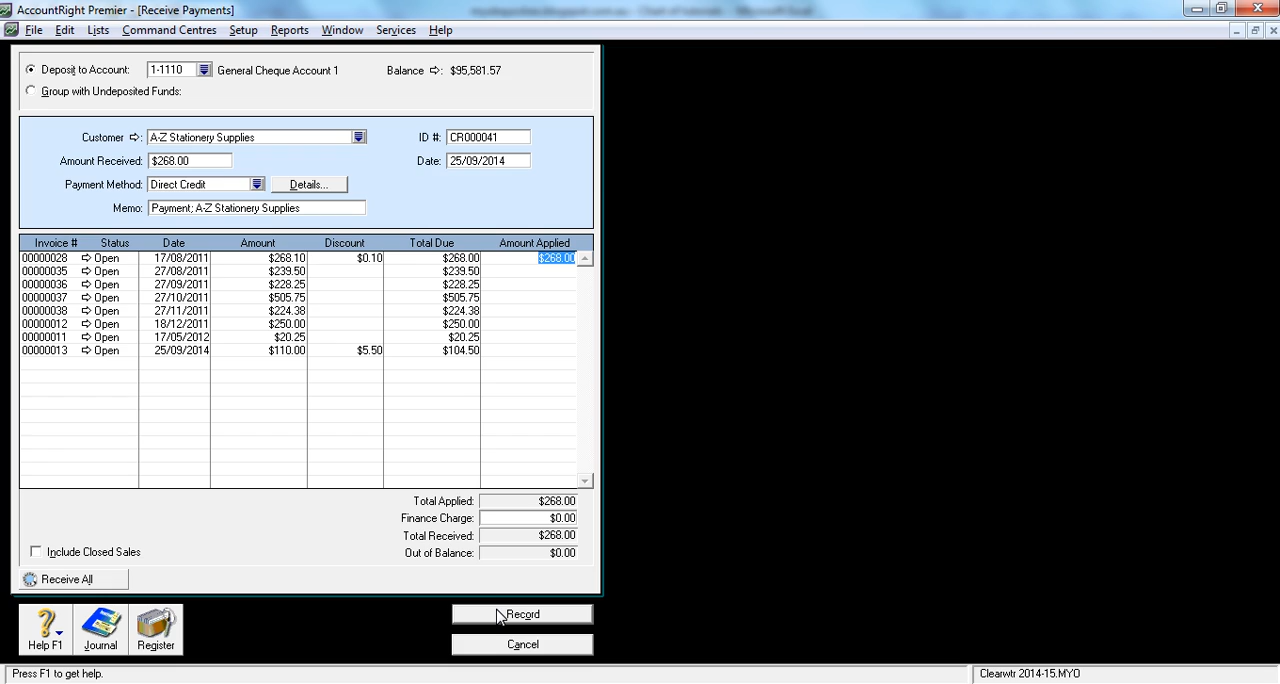 AccountRight Premier - [Receive Payments]
File Edit Lists Command Centres Setup Reports Window Services Help
Deposit to Account: 1-1110 General Cheque Account 1 Balance $95,581.57
Group with Undeposited Funds:
Customer : A-Z Stationery Supplies ID #: CR000041
Amount Received: $268.00 Date: 25/09/2014
Payment Method: Direct Credit Details...
Memo: Payment; A-Z Stationery Supplies
Invoice # Status Date Amount Discount Total Due Amount Applied
00000028 Open 17/08/2011 $268.10 $0.10 $268.00 $268.00
00000035 Open 27/08/2011 $239.50 $239.50
00000036 Open 27/09/2011 $228.25 $228.25
00000037 Open 27/10/2011 $505.75 $505.75
00000038 Open 27/11/2011 $224.38 $224.38
00000012 Open 18/12/2011 $250.00 $250.00
00000011 Open 17/05/2012 $20.25 $20.25
00000013 Open 25/09/2014 $110.00 $5.50 $104.50
Total Applied: $268.00
Finance Charge: $0.00
Total Received: $268.00
Include Closed Sales Out of Balance: $0.00
Receive All
Record
Help F1 Journal Register Cancel
Press F1 to get help. Clearwtr 2014-15.MYO